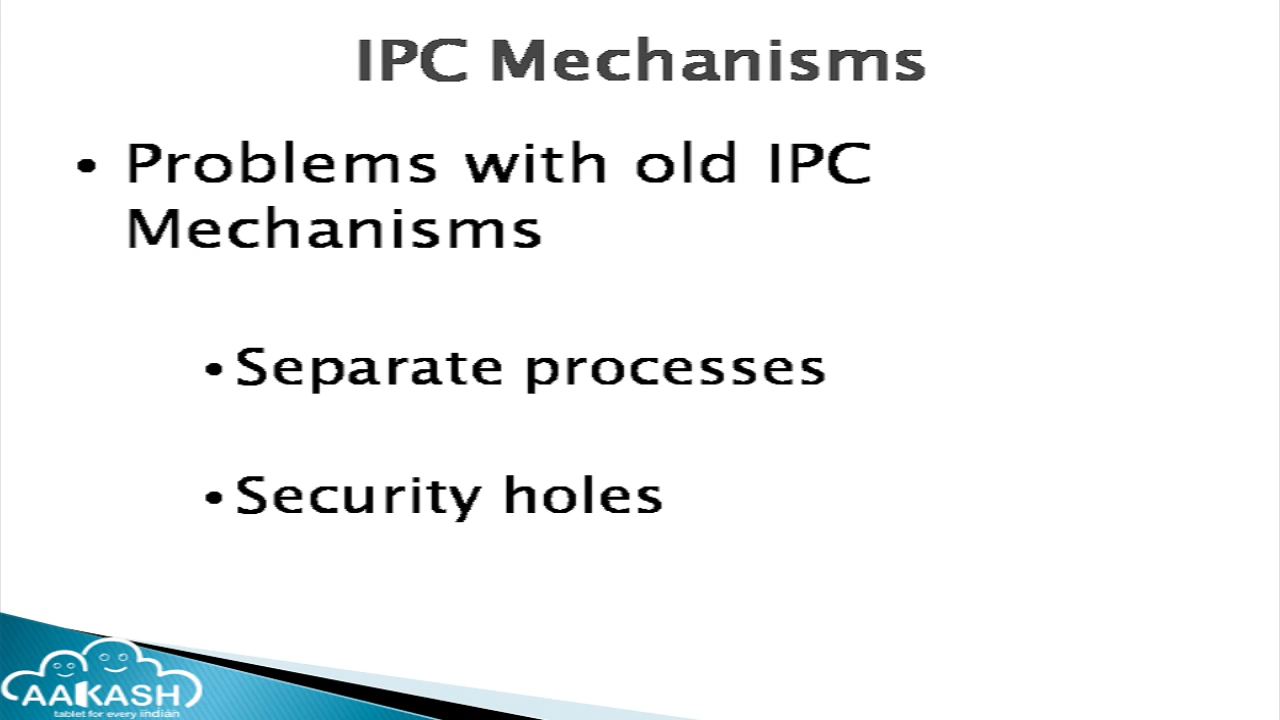 IPC Mechanisms
• Problems with old IPC
Mechanisms
• Separate processes
• Security holes
AAKASH
tablet for every indian